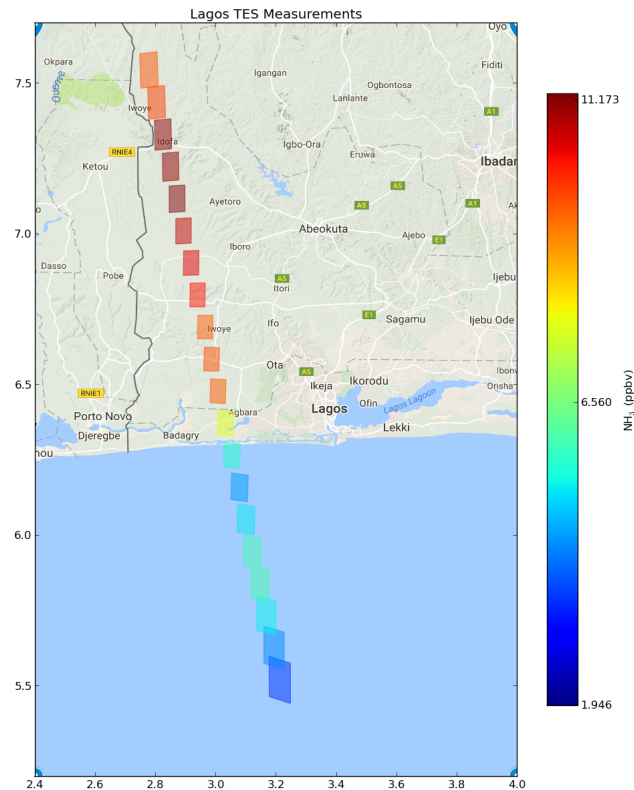 Lagos TES Measurements
Oyo
Okpara
Igangan
Fiditi
7.5
Oueme
Ogbontosa
Lanlante
Iwoye
A1
11.173
Idofa
Igbo-Ora
RNIE4
Eruwa
Ibadan
Ketou
A5
Ayetoro
A5
A1
7.0
Abeokuta
Ajebo
E1
Iboro
Dasso
Pobe
A5
Itori
Ijebu
Iwoye
Ifo
E1
Sagamu
Ijebu Ode
Ota
A5
Ibonw
6.5
RNIE1
Ikeja
Ikorodu
Orisha
Porto Novo
Agbara
Lagos
Ofin
Lagos Lagoon
6.560
NH3 (ppbv)
Djeregbe
Badagry
Lekki
nou
6.0
5.5
1.946
2.4 2.6 2.8 3.0 3.2 3.4 3.6 3.8 4.0